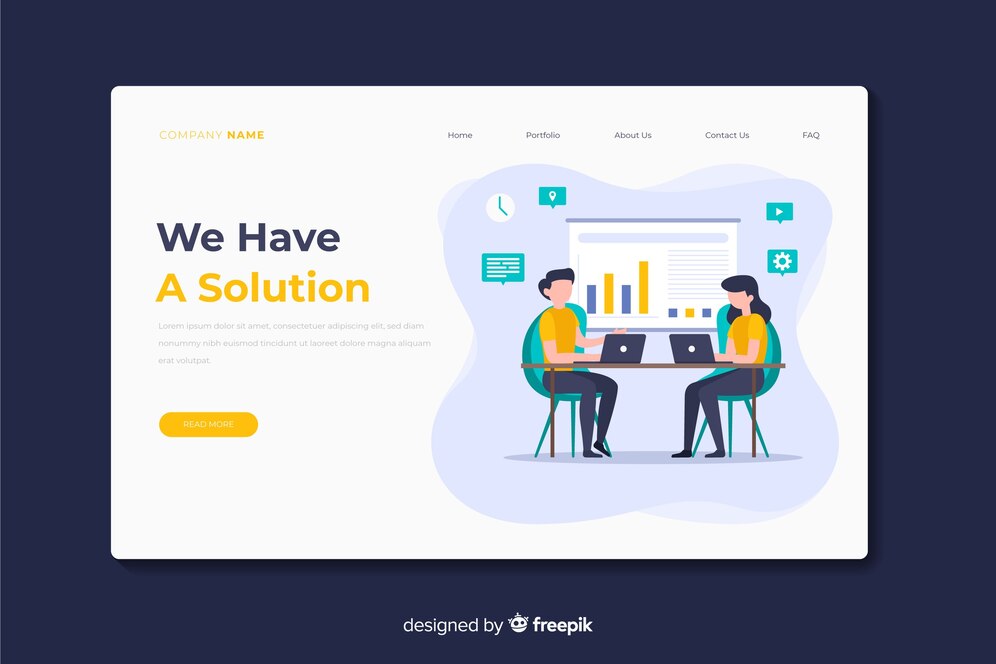 COMPANY NAME
Home Portfolio About Us Contact Us FAQ
We Have
A Solution
Lorem ipsum dolor sit amet, consectetuer adipiscing elit, sed diam
nonummy nibh euismod tincidunt ut laoreet dolore magna aliquam
erat volutpat.
READ MORE
designed by freepik